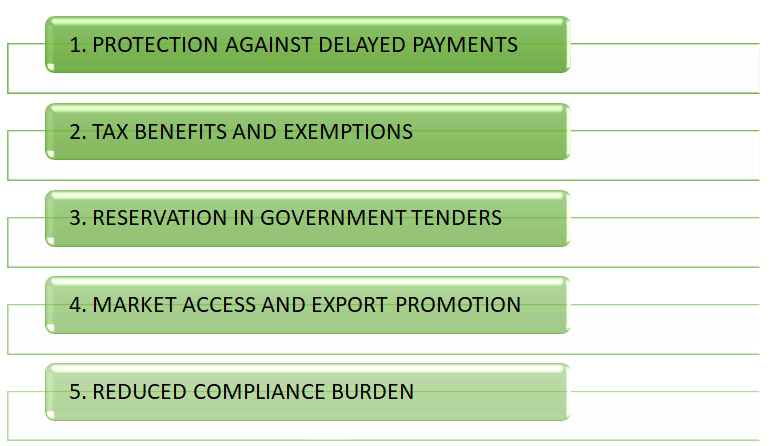 1. PROTECTION AGAINST DELAYED PAYMENTS
2. TAX BENEFITS AND EXEMPTIONS
3. RESERVATION IN GOVERNMENT TENDERS
4. MARKET ACCESS AND EXPORT PROMOTION
5. REDUCED COMPLIANCE BURDEN